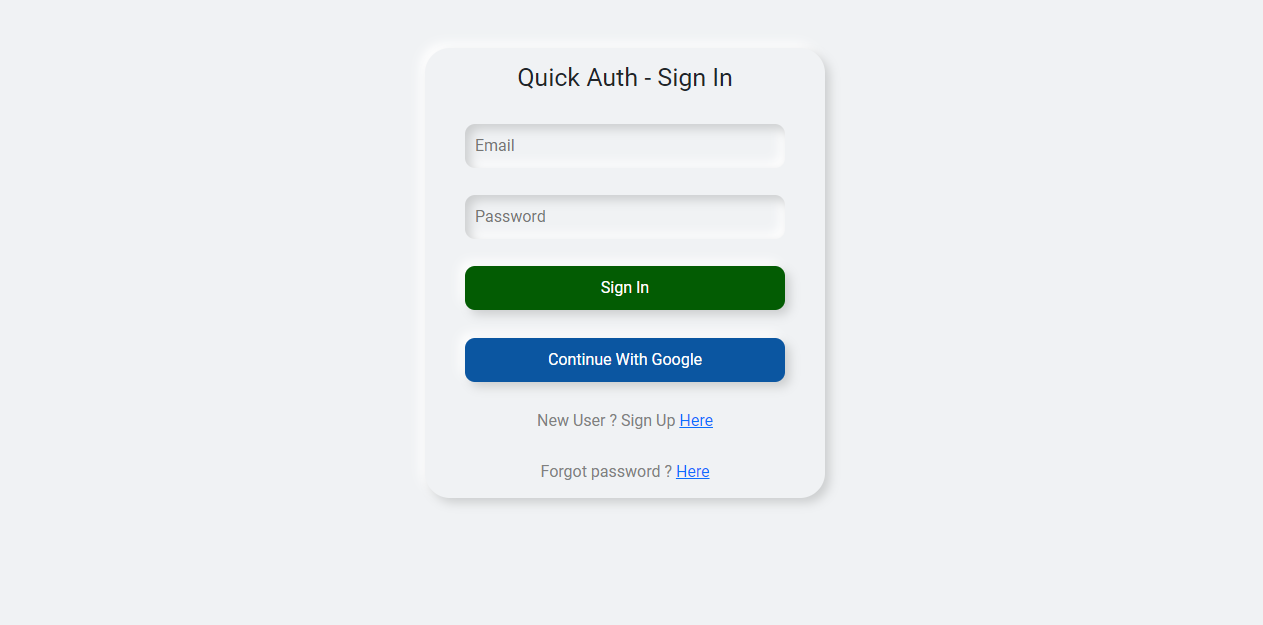 Quick Auth - Sign In
Email
Password
Sign In
Continue With Google
New User ? Sign Up Here
Forgot password ? Here